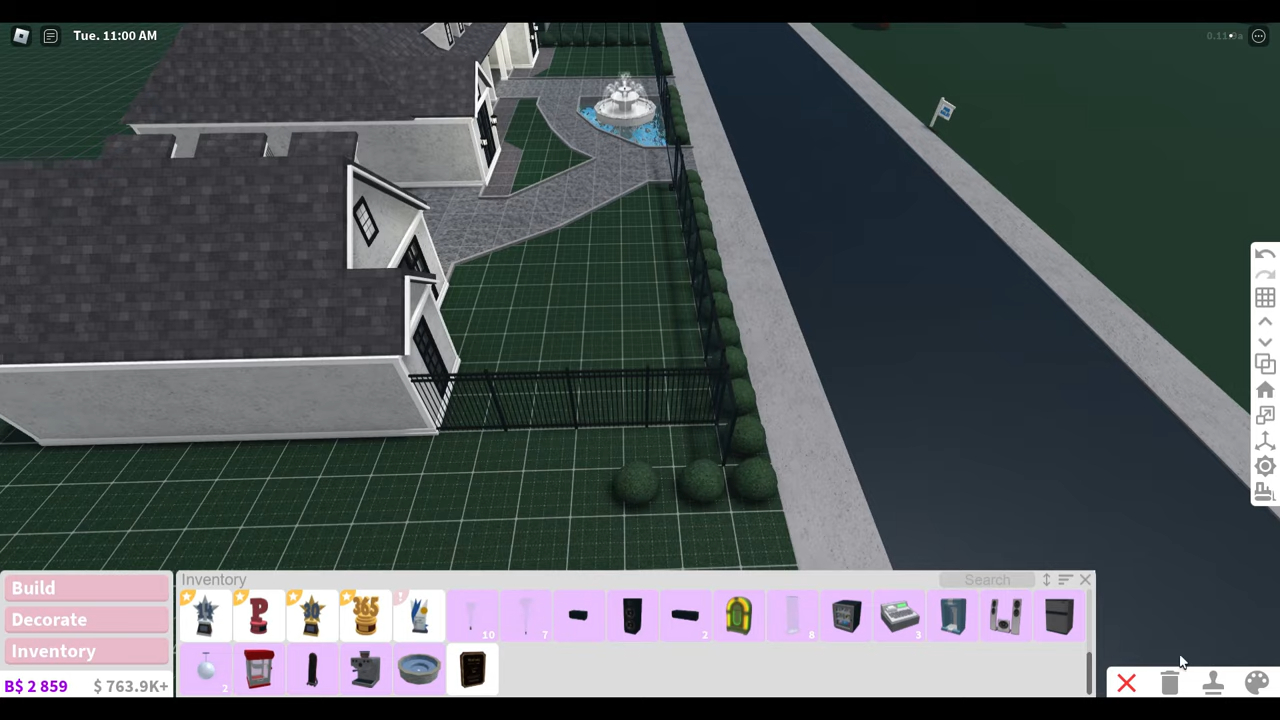 Tue. 11:00 AM
Inventory
Search
365
10
7
2
8
3
Build
Decorate
Inventory
2
B$ 2 859
$ 763.9K+